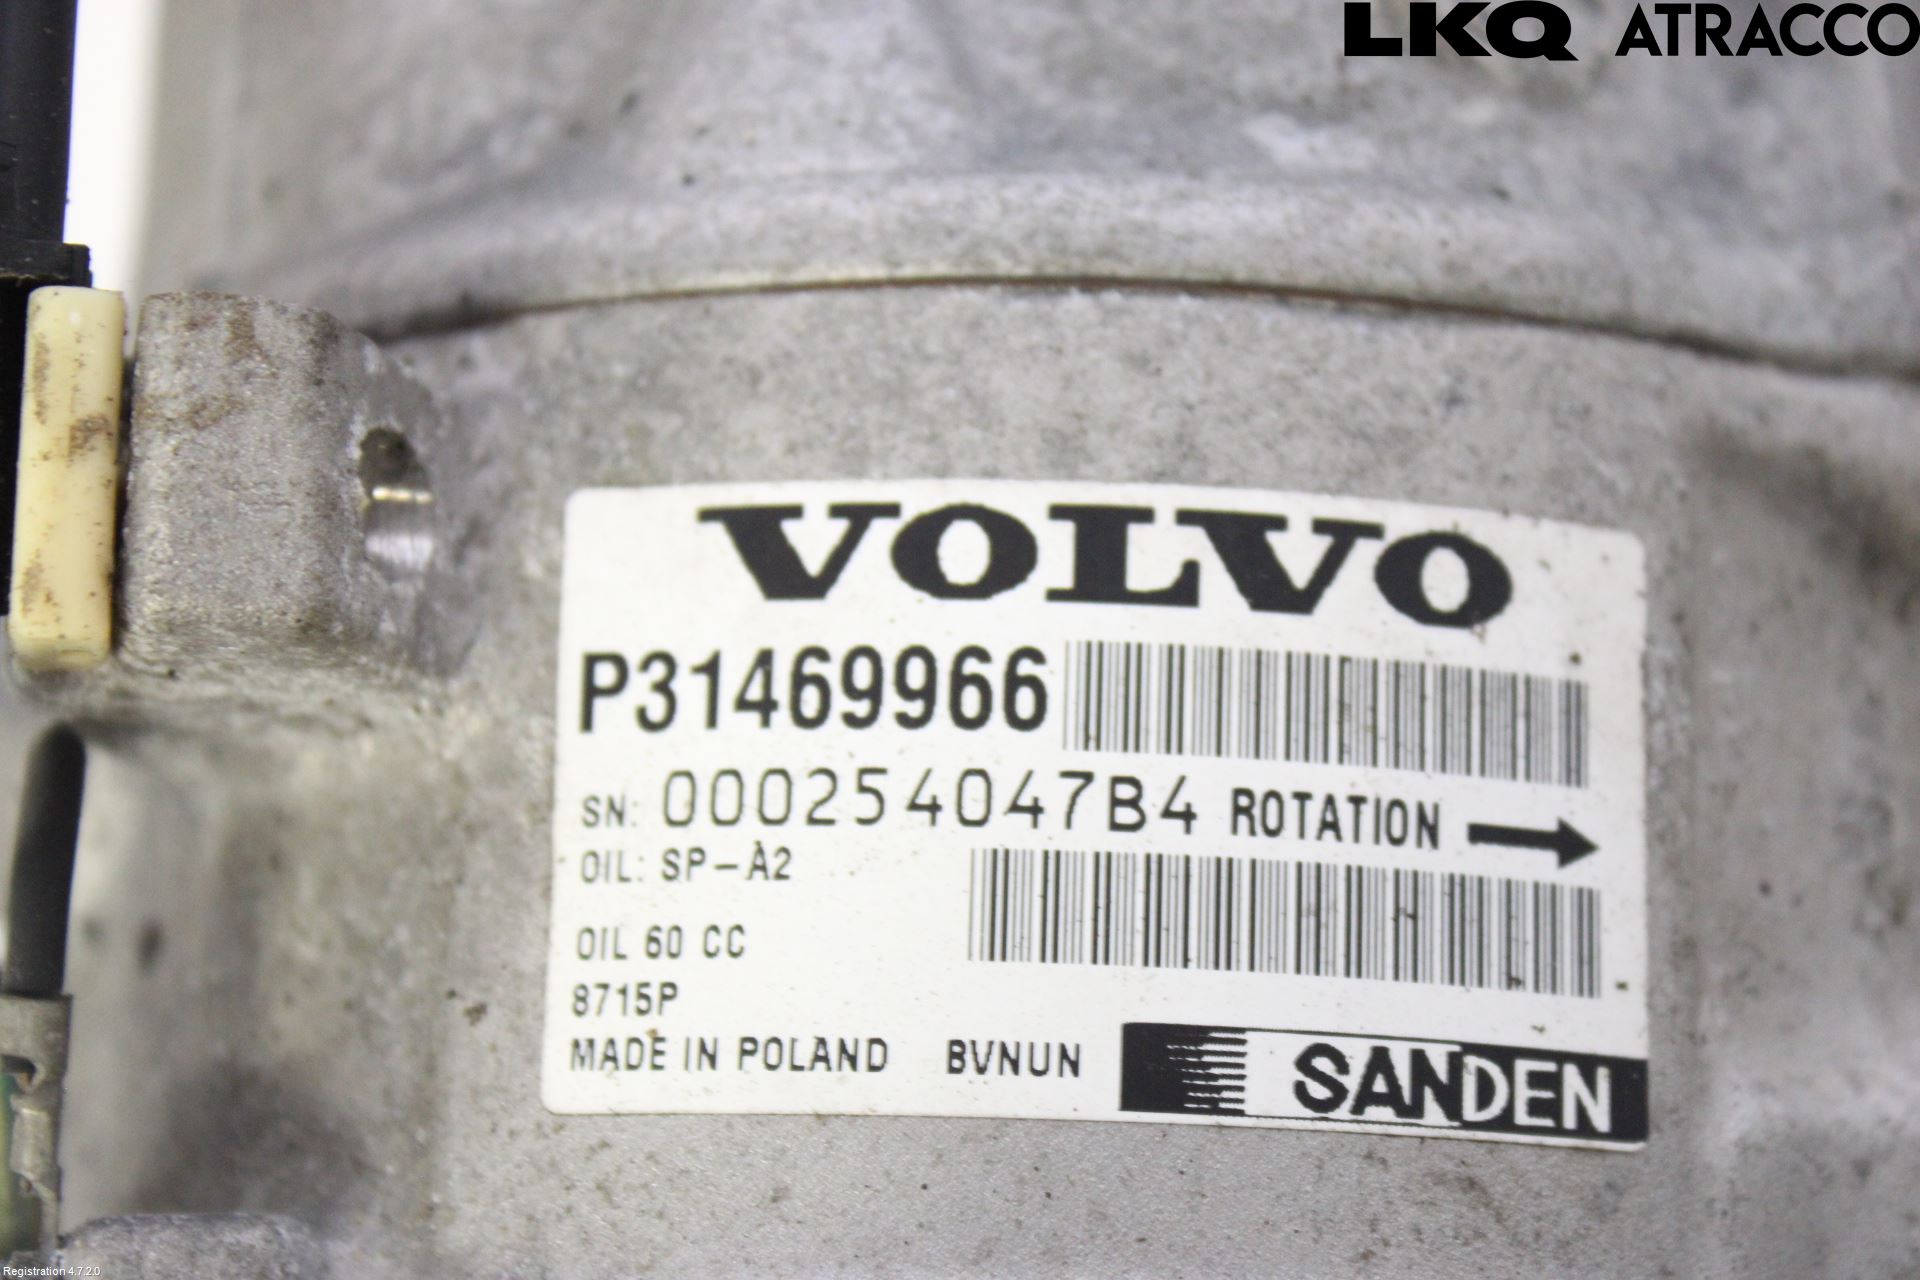 LKQ ATRACCO
VOLVO
P31469966
SN: 000254047B4 ROTATION
OIL: SP-A2
OIL 60 CC
8715P
MADE IN POLAND BVNUN SANDEN
Registration 4.7.2.0